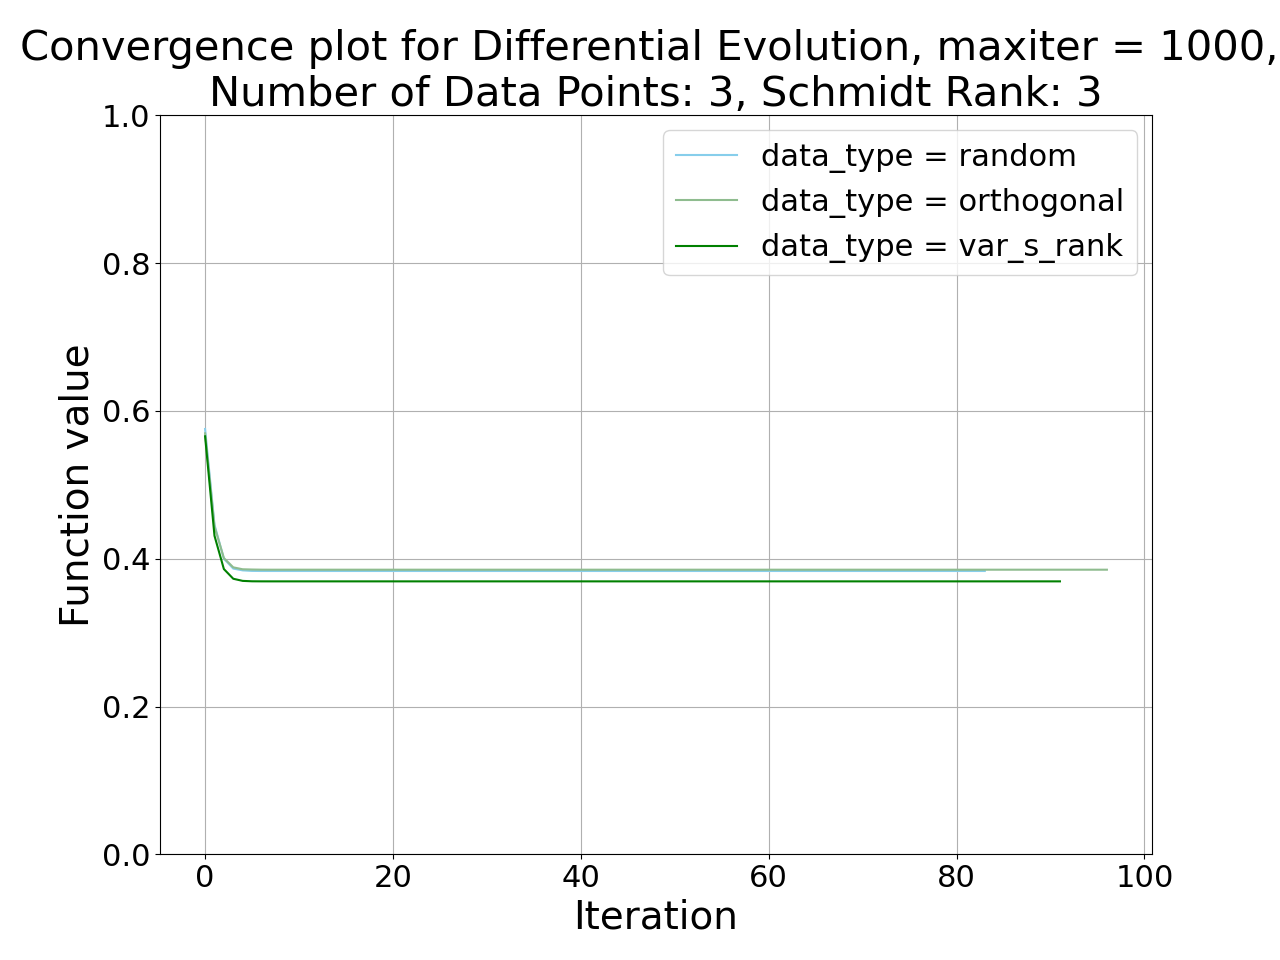 Convergence plot for Differential Evolution, maxiter = 1000,
Number of Data Points: 3, Schmidt Rank: 3
data_type = random
data_type = orthogonal
data_type = var_s_rank
Function value
1.0
0.8
0.6
0.4
0.2
0.0
0 20 40 60 80 100
Iteration